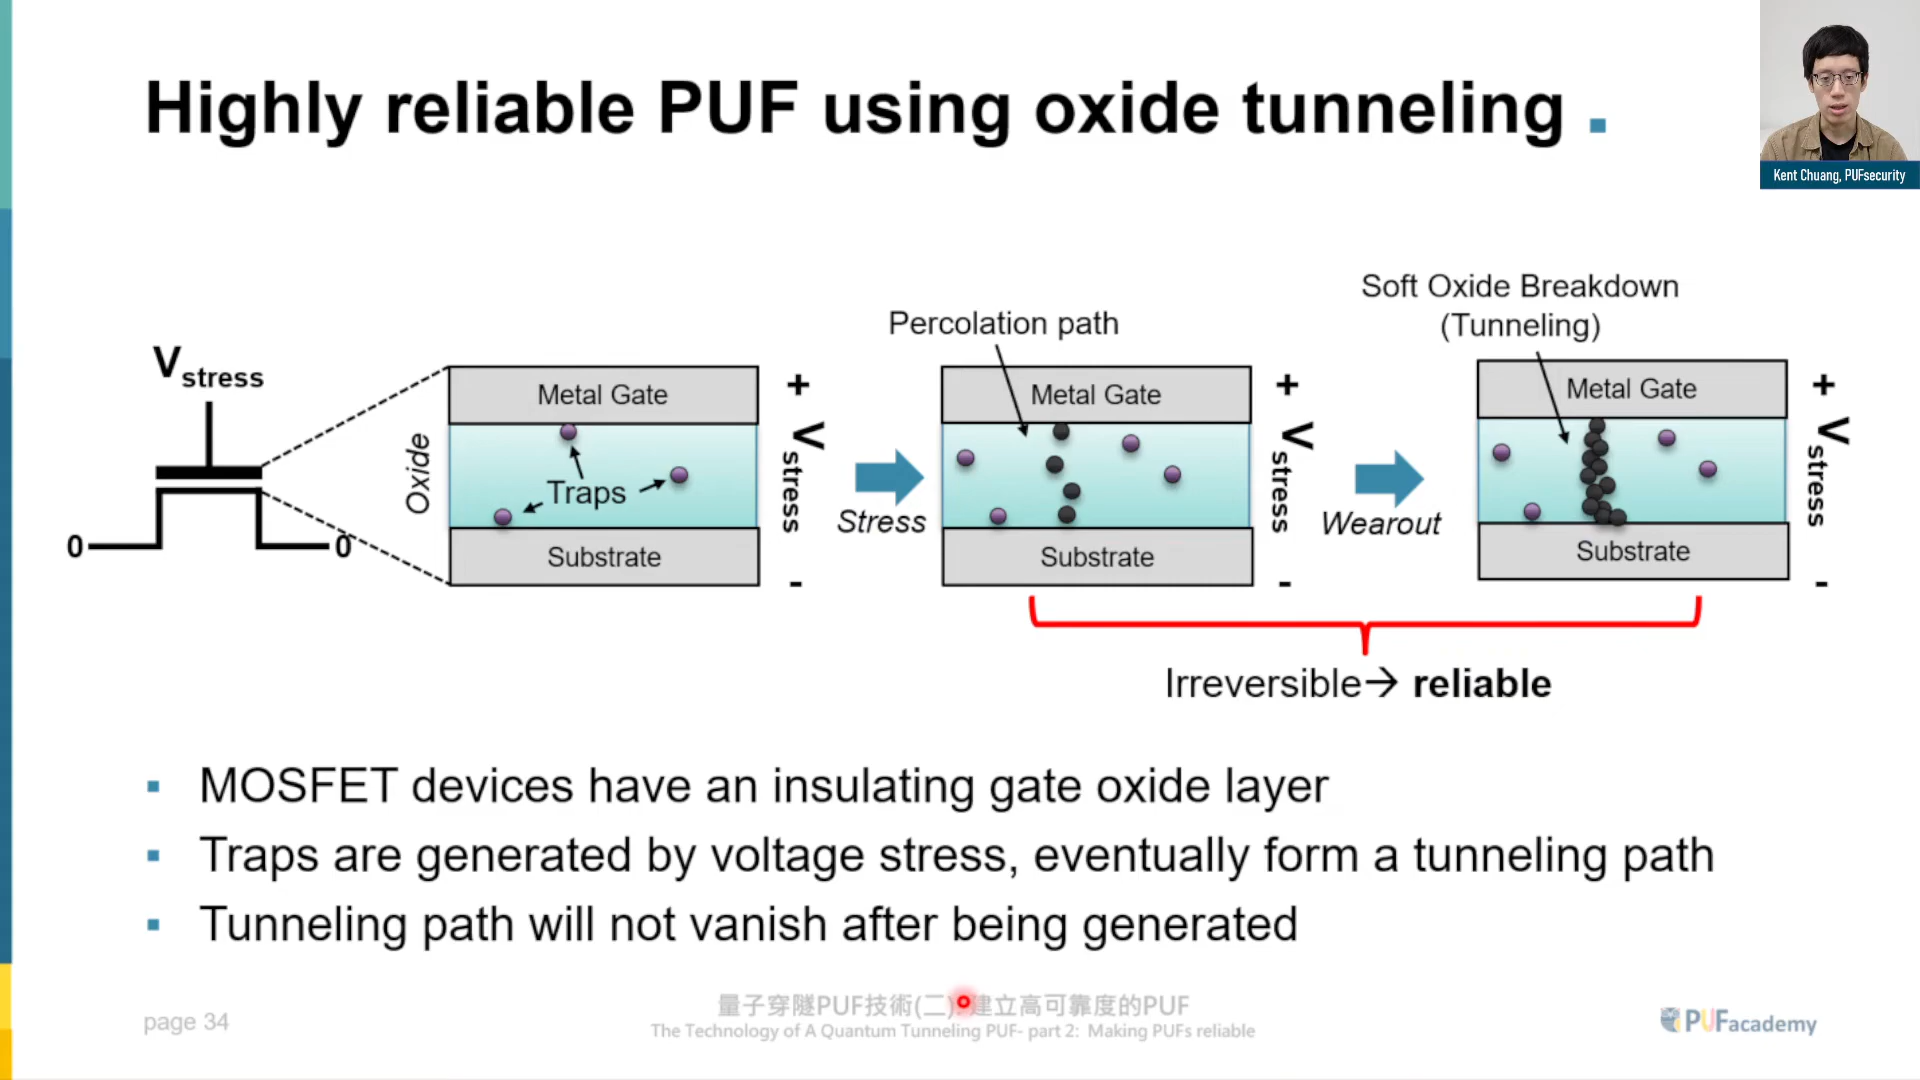 Highly reliable PUF using oxide tunneling .
Kent Chuang, PUFsecurity
Soft Oxide Breakdown
(Tunneling)
Percolation path
Vstress
0
0
Oxide
Metal Gate
Traps
Substrate
+
Vstress
-
Stress
Metal Gate
Substrate
+
Vstress
-
Wearout
Metal Gate
Substrate
+
Vstress
-
Irreversible→ reliable
▪ MOSFET devices have an insulating gate oxide layer
▪ Traps are generated by voltage stress, eventually form a tunneling path
▪ Tunneling path will not vanish after being generated
page 34
量子穿隧PUF技術(二):建立高可靠度的PUF
The Technology of A Quantum Tunneling PUF- part 2: Making PUFs reliable
PUFacademy